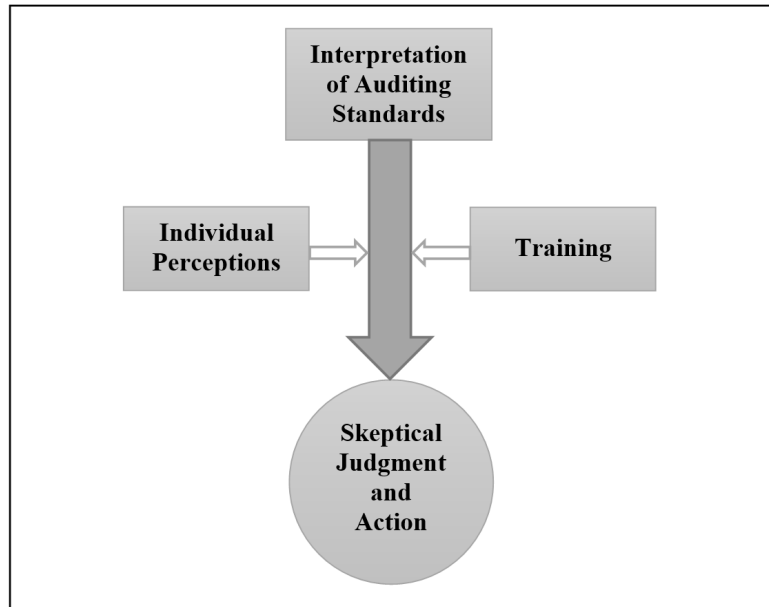 Interpretation
of Auditing
Standards
Individual
Perceptions
Training
Skeptical
Judgment
and
Action